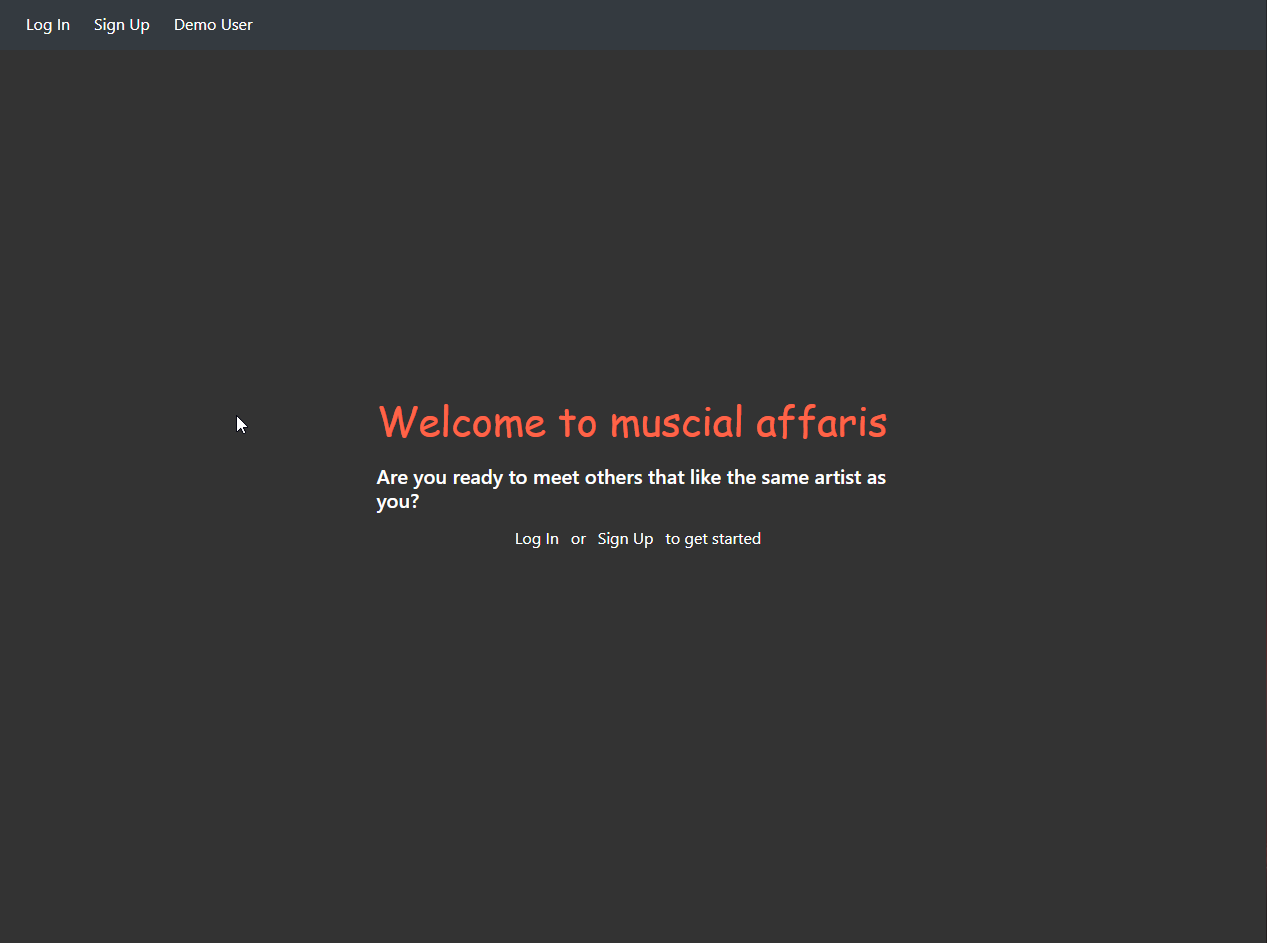 Log In Sign Up Demo User
Welcome to muscial affaris
Are you ready to meet others that like the same artist as
you?
Log In or Sign Up to get started